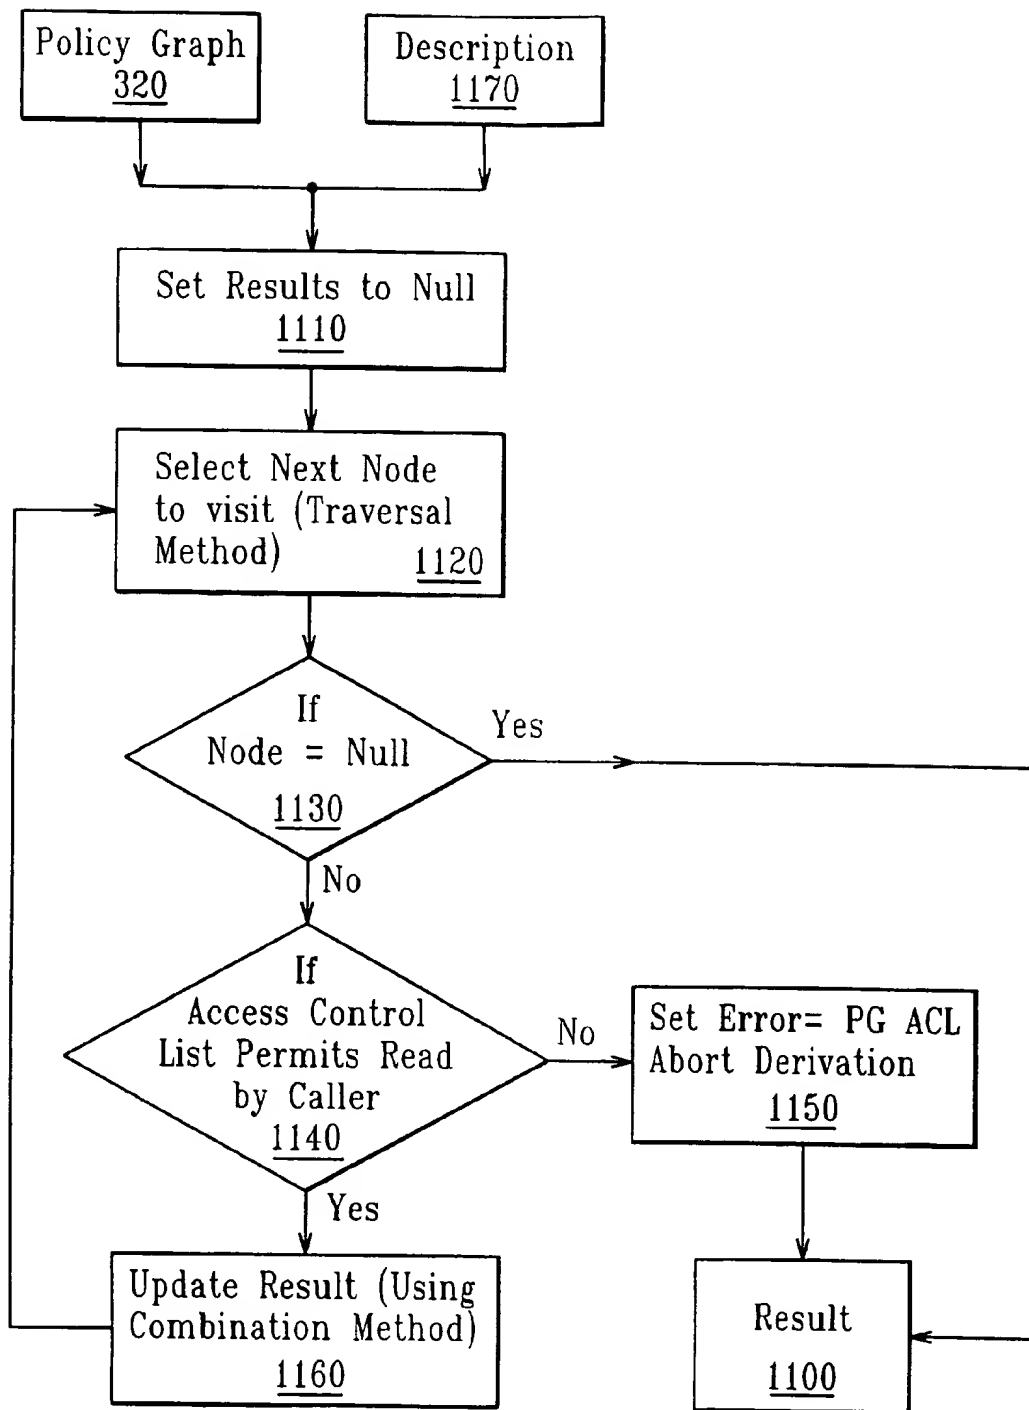 Policy Graph
320
Description
1170
Set Results to Null
1110
Select Next Node
to visit (Traversal
Method)
1120
If
Node = Null
1130
Yes
No
If
Access Control
List Permits Read
by Caller
1140
No
Set Error= PG ACL
Abort Derivation
1150
Yes
Update Result (Using
Combination Method)
1160
Result
1100